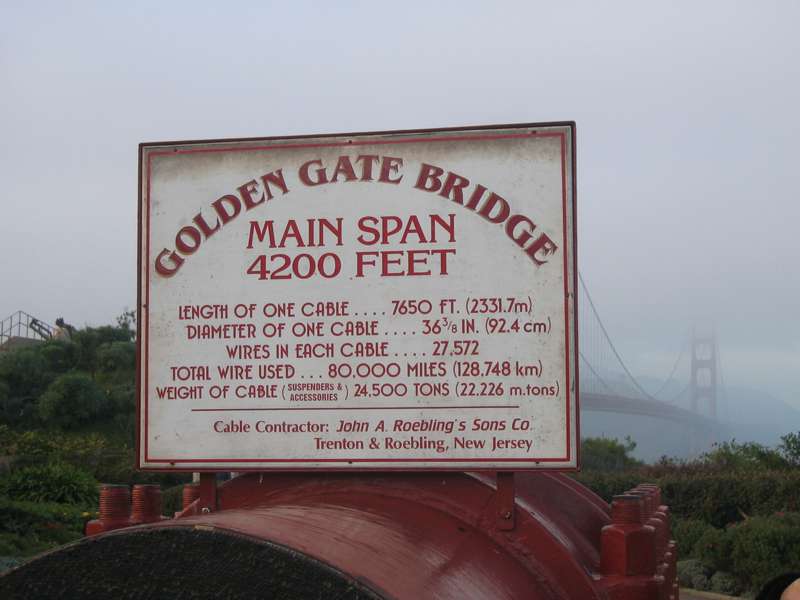 GOLDEN GATE BRIDGE
MAIN SPAN
4200 FEET
LENGTH OF ONE CABLE .... 7650 FT. (2331.7m)
DIAMETER OF ONE CABLE .... 36 3/8 IN. (92.4 cm)
WIRES IN EACH CABLE .... 27,572
TOTAL WIRE USED ... 80,000 MILES (128,748 km)
WEIGHT OF CABLE (SUSPENDERS & ACCESSORIES) 24,500 TONS (22,226 m.tons)
Cable Contractor: John A. Roebling's Sons Co.
Trenton & Roebling, New Jersey